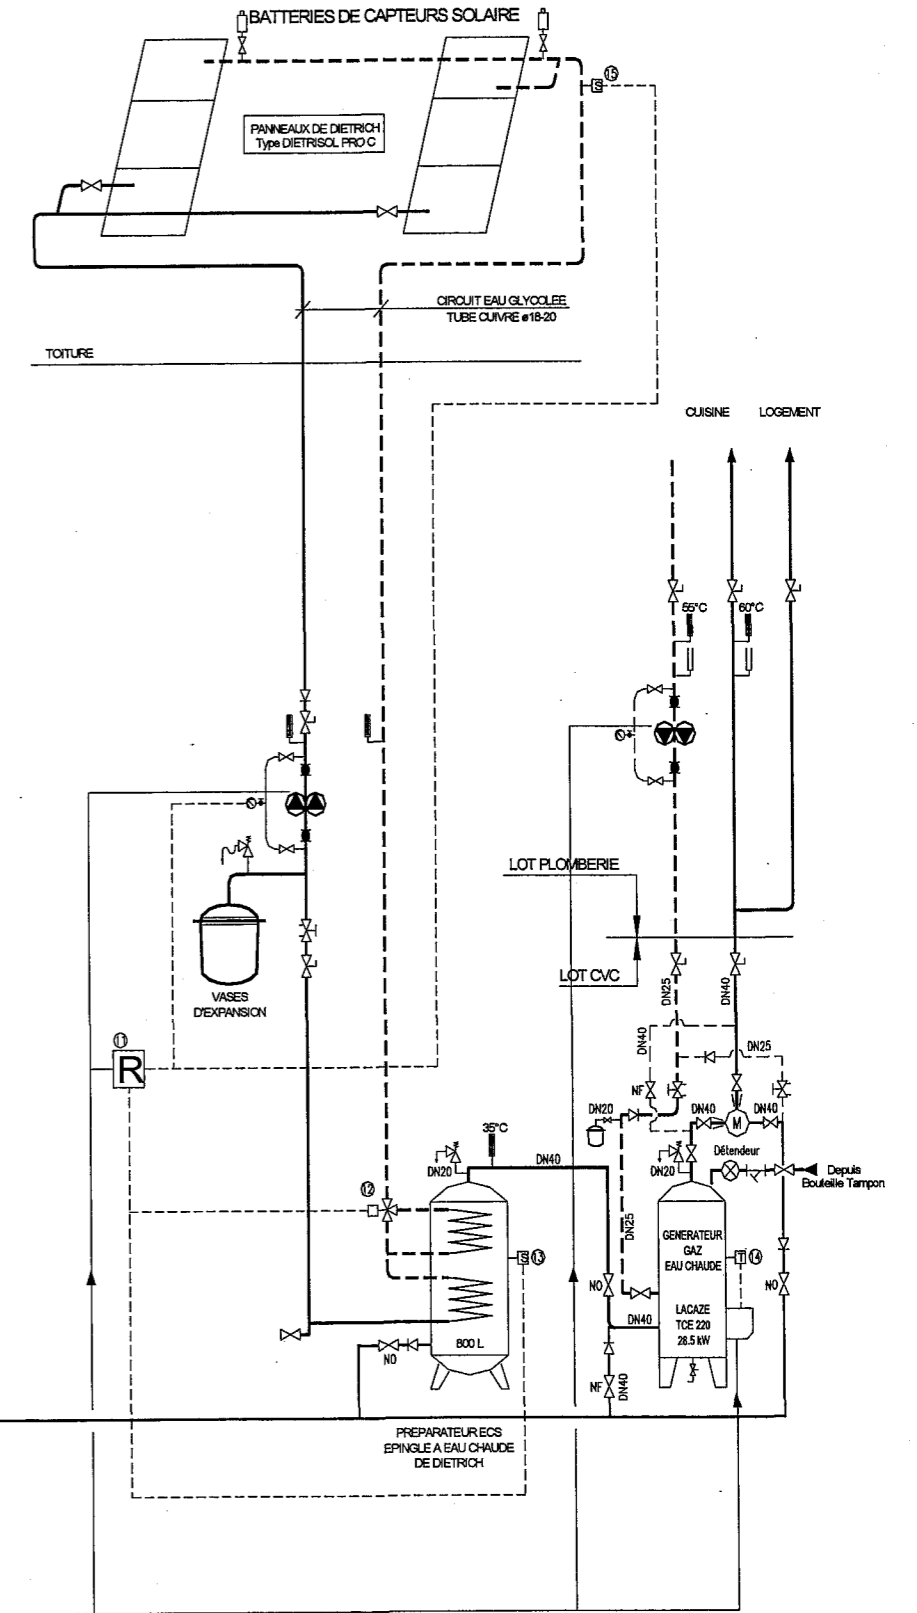 BATTERIES DE CAPTEURS SOLAIRE
S
15
PANNEAUX DE DIETRICH
Type DIETRISOL PRO C
CIRCUIT EAU GLYCOLEE
TUBE CUIVRE ø18-20
TOITURE
CUISINE
LOGEMENT
55°C
60°C
LOT PLOMBERIE
LOT CVC
DN25
DN40
VASES
D'EXPANSION
11
R
DN40
DN25
NF
DN20
DN40
M
DN40
35°C
DN20
DN40
DN20
Détendeur
Depuis
Bouteille Tampon
12
DN25
S
13
GENERATEUR
GAZ
EAU CHAUDE
T
14
NO
NO
LACAZE
TCE 220
28.5 kW
DN40
800 L
NO
NF
DN40
PREPARATEUR ECS
EPINGLE A EAU CHAUDE
DE DIETRICH